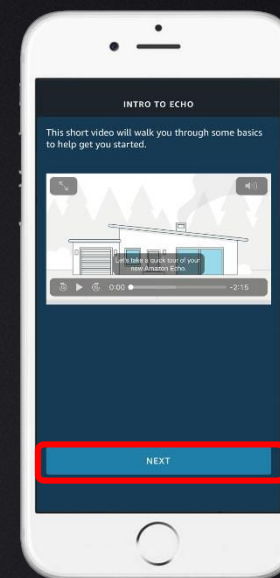 INTRO TO ECHO
This short video will walk you through some basics
to help get you started.
Let's take a quick tour of your
new Amazon Echo.
0:00
-2:15
NEXT